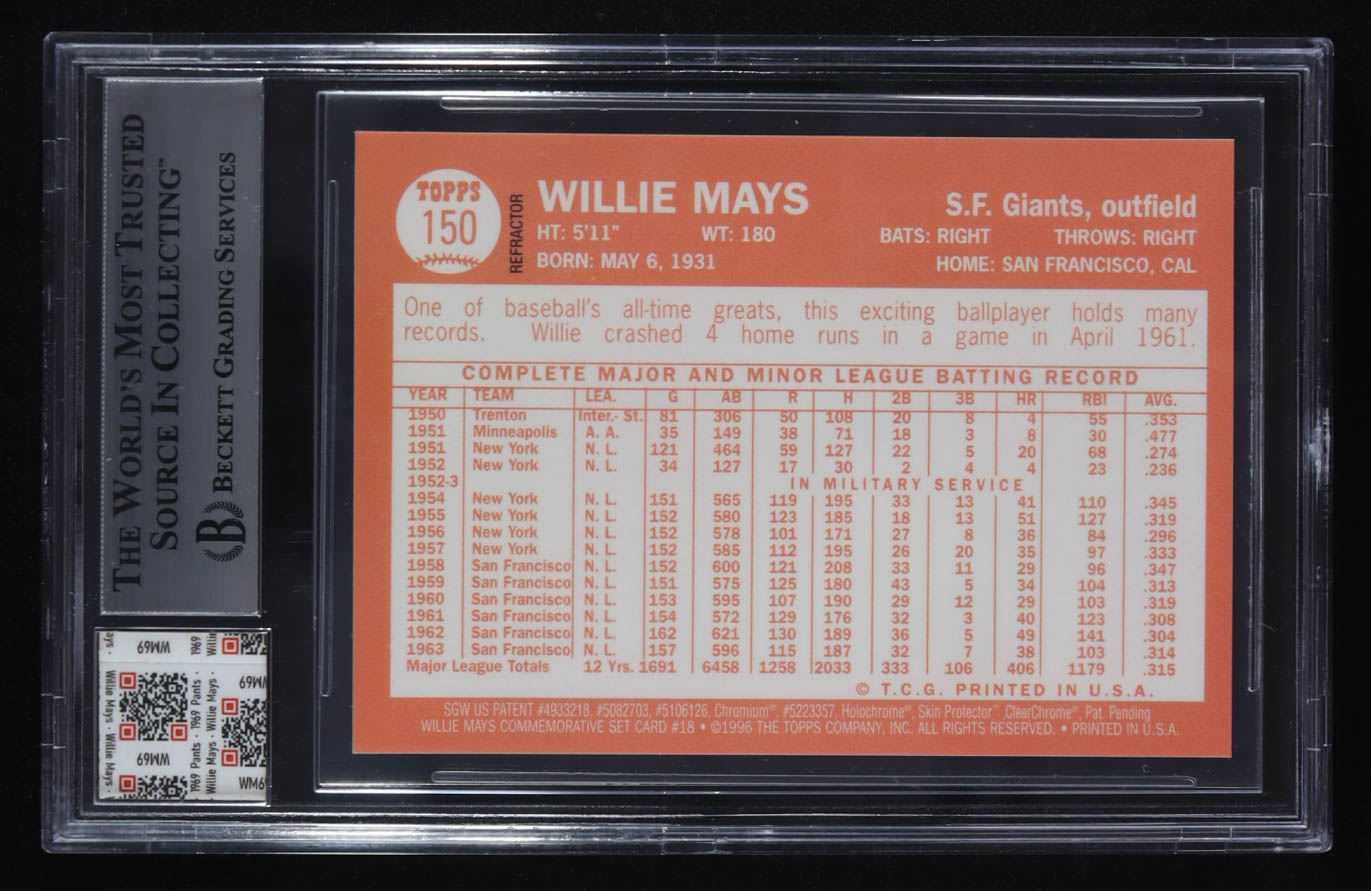 THE WORLD'S MOST TRUSTED
SOURCE IN COLLECTING™
B BECKETT GRADING SERVICES
TOPPS
150
REFRACTOR
WILLIE MAYS
HT: 5'11" WT: 180
BORN: MAY 6, 1931
S.F. Giants, outfield
BATS: RIGHT THROWS: RIGHT
HOME: SAN FRANCISCO, CAL
One of baseball's all-time greats, this exciting ballplayer holds many
records. Willie crashed 4 home runs in a game in April 1961.
COMPLETE MAJOR AND MINOR LEAGUE BATTING RECORD
YEAR TEAM LEA. G AB R H 2B 3B HR RBI AVG.
1950 Trenton Inter.- St. 81 306 50 108 20 8 4 55 .353
1951 Minneapolis A. A. 35 149 38 71 18 3 8 30 .477
1951 New York N. L. 121 464 59 127 22 5 20 68 .274
1952 New York N. L. 34 127 17 30 2 4 4 23 .236
1952-3 IN MILITARY SERVICE
1954 New York N. L. 151 565 119 195 33 13 41 110 .345
1955 New York N. L. 152 580 123 185 18 13 51 127 .319
1956 New York N. L. 152 578 101 171 27 8 36 84 .296
1957 New York N. L. 152 585 112 195 26 20 35 97 .333
1958 San Francisco N. L. 152 600 121 208 33 11 29 96 .347
1959 San Francisco N. L. 151 575 125 180 43 5 34 104 .313
1960 San Francisco N. L. 153 595 107 190 29 12 29 103 .319
1961 San Francisco N. L. 154 572 129 176 32 3 40 123 .308
1962 San Francisco N. L. 162 621 130 189 36 5 49 141 .304
1963 San Francisco N. L. 157 596 115 187 32 7 38 103 .314
Major League Totals 12 Yrs. 1691 6458 1258 2033 333 106 406 1179 .315
© T.C.G. PRINTED IN U.S.A.
SGW US PATENT #4933218, #5082703, #5106126, Chromium®, #5223357, Holochrome®, Skin Protector™, ClearChrome®, Pat. Pending
WILLIE MAYS COMMEMORATIVE SET CARD #18 • ©1996 THE TOPPS COMPANY, INC. ALL RIGHTS RESERVED. • PRINTED IN U.S.A.
ays ·
WM69
1969
Willie
Willie Mays · Willie Mays ·
WM69
1969 Pants · 1969 Pants ·
Willie Mays · Willie Mays ·
WM69
WM6